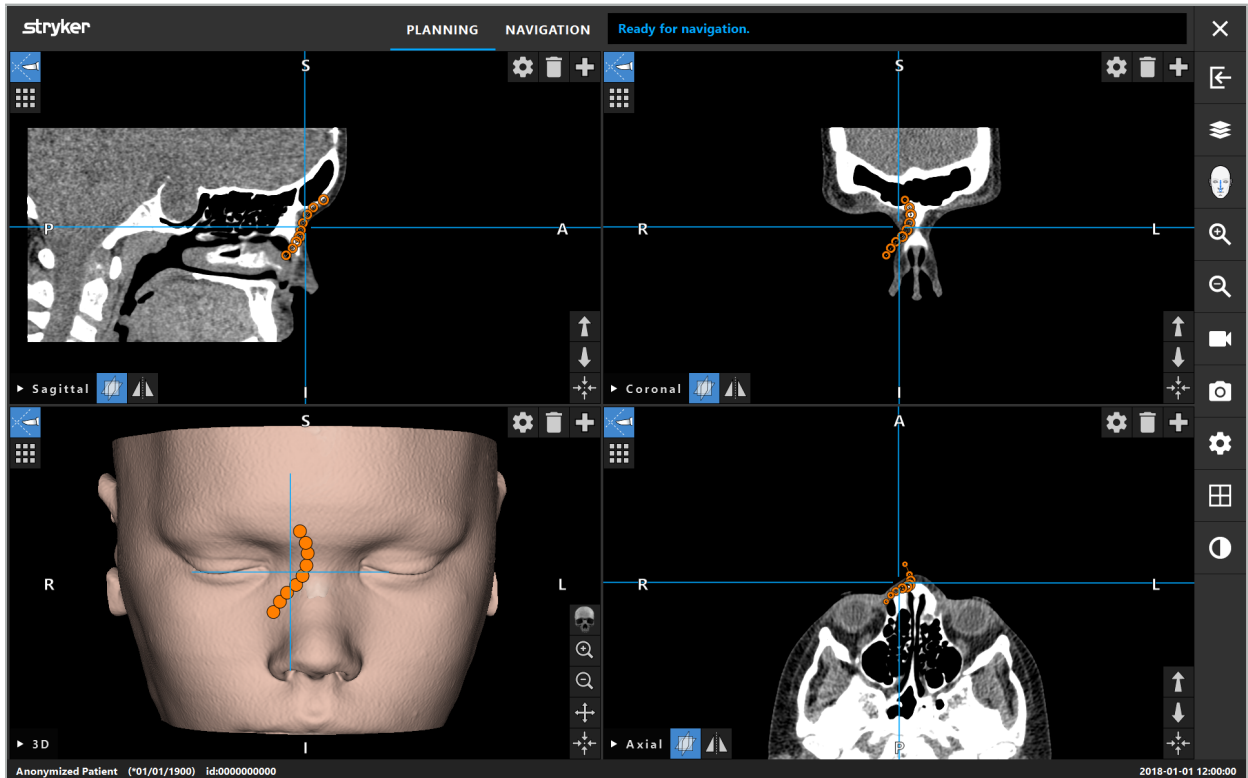 stryker
PLANNING NAVIGATION Ready for navigation.
S
P A
Sagittal
I
S
R L
Coronal
I
S
R L
3D
I
A
R L
Axial
P
Anonymized Patient (*01/01/1900) id:0000000000 2018-01-01 12:00:00